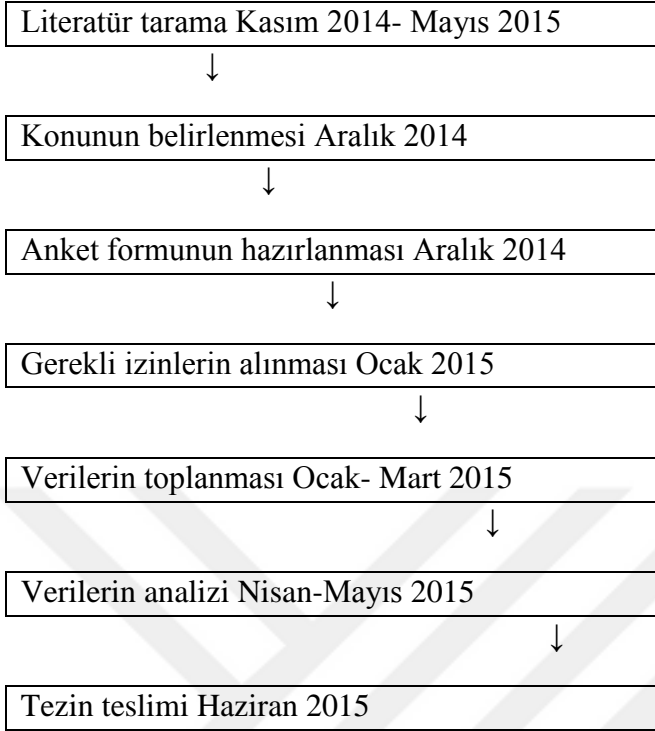 Literatür tarama Kasım 2014- Mayıs 2015
↓
Konunun belirlenmesi Aralık 2014
↓
Anket formunun hazırlanması Aralık 2014
↓
Gerekli izinlerin alınması Ocak 2015
↓
Verilerin toplanması Ocak- Mart 2015
↓
Verilerin analizi Nisan-Mayıs 2015
↓
Tezin teslimi Haziran 2015